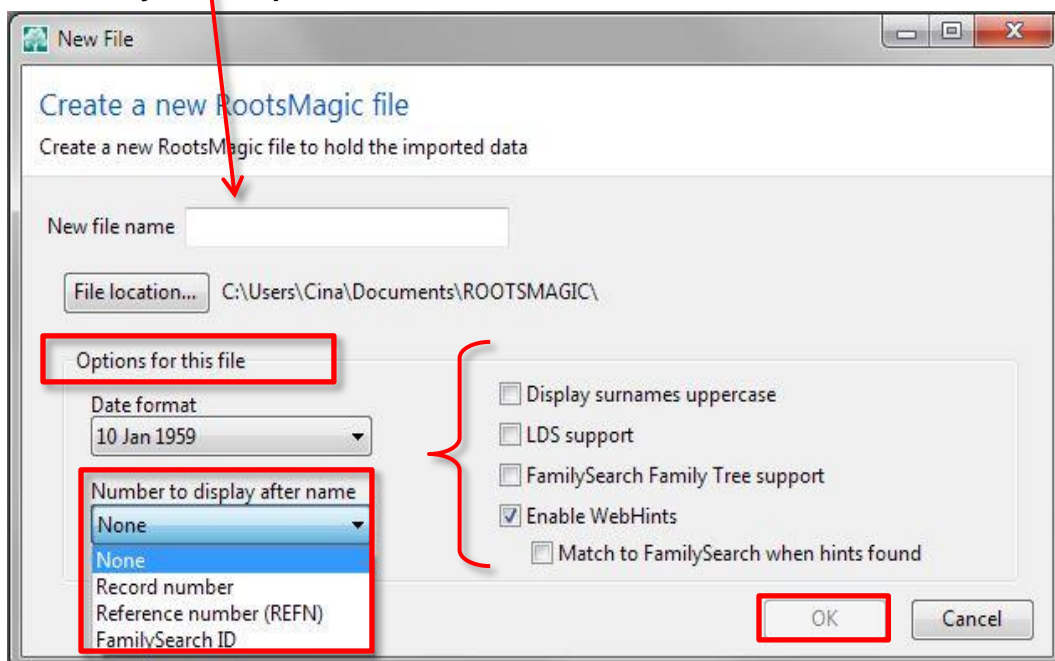 New File
Create a new RootsMagic file
Create a new RootsMagic file to hold the imported data
New file name
File location... C:\Users\Cina\Documents\ROOTSMAGIC\
Options for this file
Date format
10 Jan 1959
Number to display after name
None
None
Record number
Reference number (REFN)
FamilySearch ID
Display surnames uppercase
LDS support
FamilySearch Family Tree support
Enable WebHints
Match to FamilySearch when hints found
OK
Cancel